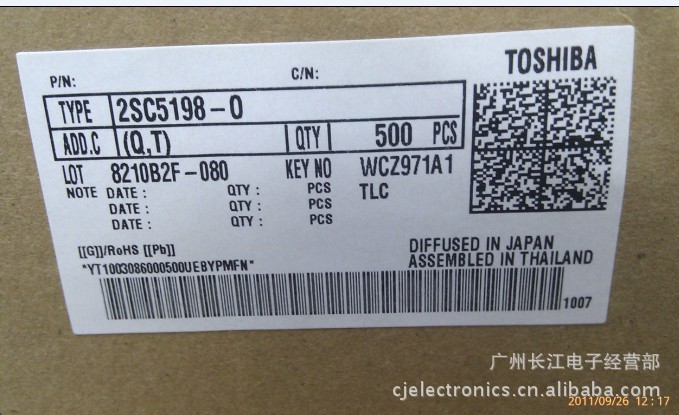 TOSHIBA
P/N: C/N:
TYPE 2SC5198-O
ADD.C (Q,T) QTY 500 PCS
LOT 8210B2F-080 KEY NO WCZ971A1
NOTE DATE: QTY: PCS TLC
DATE: QTY: PCS
DATE: QTY: PCS
[[G]]/RoHS [[Pb]] DIFFUSED IN JAPAN
*YT1003086000500UEBYPMFN* ASSEMBLED IN THAILAND
1007
广州长江电子经营部
cjelectronics.cn.alibaba.com
2011/09/26 12:17